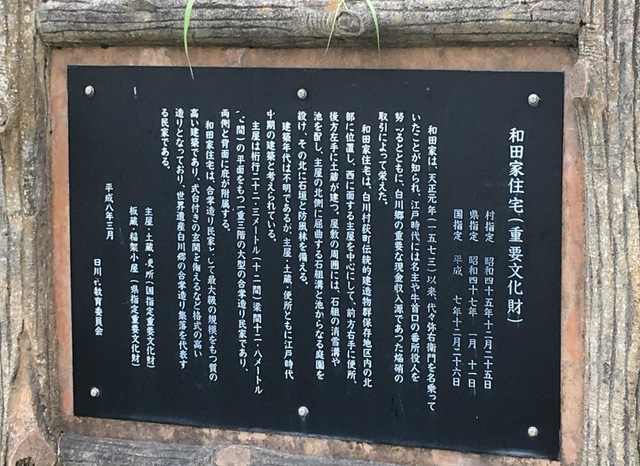 和田家住宅(重要文化財)
村指定 昭和四十五年十二月二十五日
県指定 昭和四十七年 一月 十一日
国指定 平成 七年十二月二十六日
和田家は、天正元年(一五七三)以来、代々弥右衛門を名乗って
いたことが知られ、江戸時代には名主や牛首口の番所役人を
努めるとともに、白川郷の重要な現金収入源であつた焔硝の
取引によって栄えた。
和田家住宅は、白川村荻町伝統的建造物群保存地区内の北
部に位置し、西に面する主屋を中心にして、前方右手に便所、
後方左手に土蔵が建つ。屋敷の周囲には、石組の消雪溝や
池を配し、主屋の北側に屈曲する石組溝と池からなる庭園を
設け、その北に石垣と防風林を備える。
建築年代は不明であるが、主屋・土蔵・便所ともに江戸時代
中期の建築と考えられている。
主屋は桁行二十二・三メートル(十二間)梁間十二・八メートル
(七間)の平面をもつ一重三階の大型の合掌造り民家であり、
両側と背面に庇が附属する。
和田家住宅は、合掌造り民家として最大級の規模をもつ質の
高い建築であり、式台付きの玄関を備えるなど格式の高い
造りとなっており、世界遺産白川郷の合掌造り集落を代表す
る民家である。
主屋・土蔵・便所(国指定重要文化財)
板蔵・稲架小屋(県指定重要文化財)
平成八年三月
白川村教育委員会